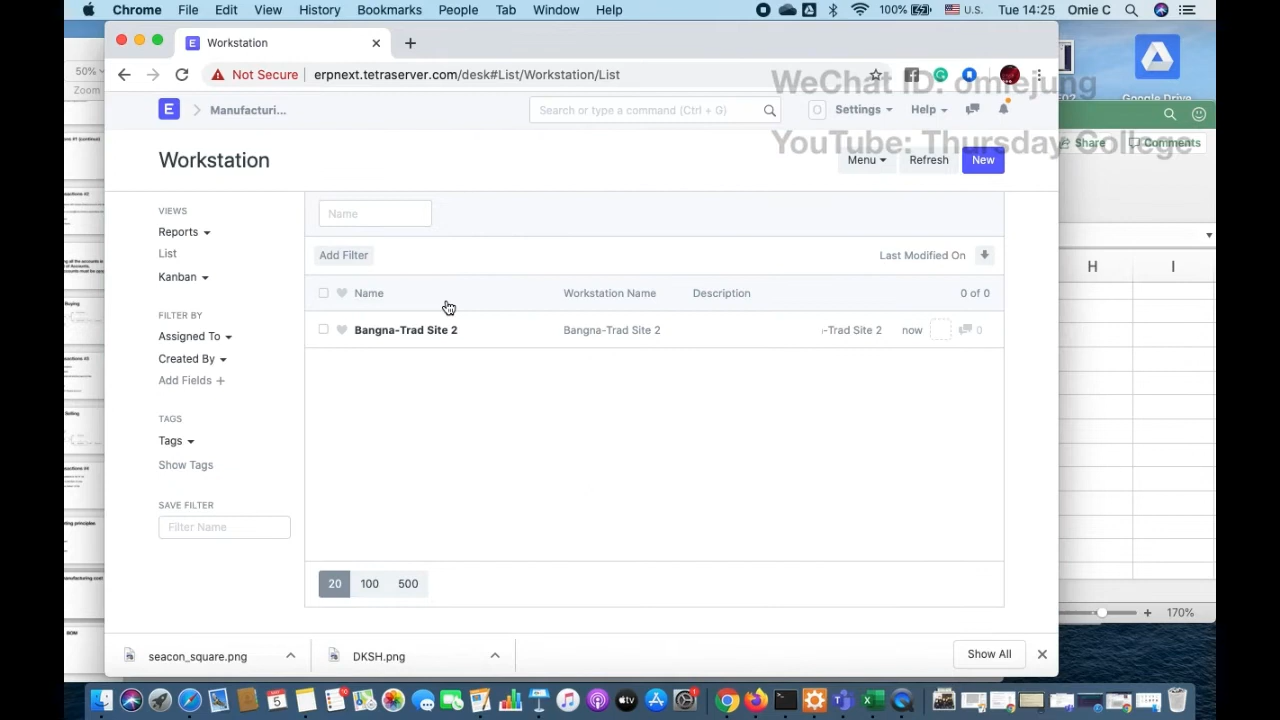 Chrome File Edit View History Bookmarks People Tab Window Help 100% U.S. Tue 14:25 Omie C
50%
Zoom
Workstation
Not Secure erpnext.tetraserver.com/desk#List/Workstation/List
WeChat ID: omiejung
Google Drive
Manufacturi... Search or type a command (Ctrl + G) O Settings Help
YouTube: Thursday College
Share Comments
Workstation Menu Refresh New
VIEWS
Reports
List
Kanban
FILTER BY
Assigned To
Created By
Add Fields +
TAGS
Tags
Show Tags
SAVE FILTER
Filter Name
Name
Add Filter Last Modified On
Name Workstation Name Description 0 of 0
Bangna-Trad Site 2 Bangna-Trad Site 2 -Trad Site 2 now 0
20 100 500
H I
Buying
Selling
BOM
170%
seacon_square.png KSH.png Show All